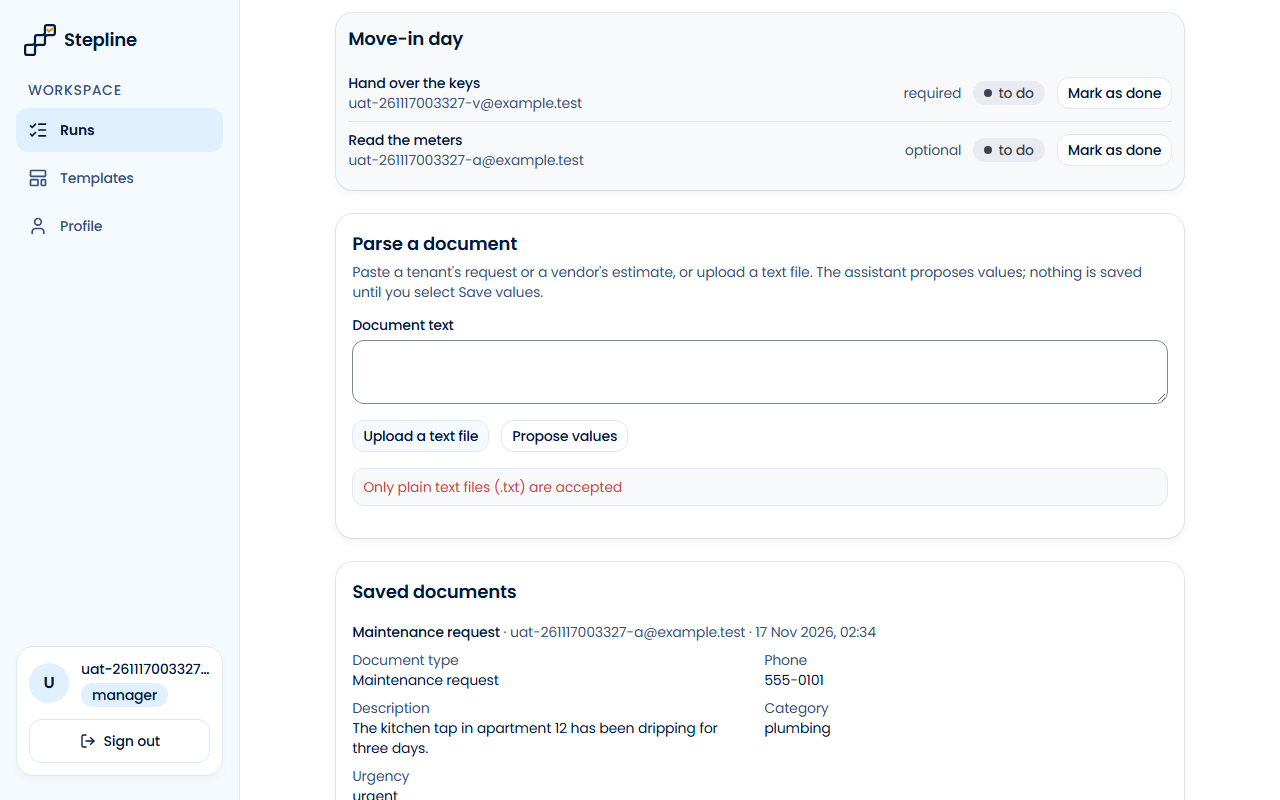 Stepline
WORKSPACE
Runs
Templates
Profile
uat-261117003327...
U
manager
Sign out
Move-in day
Hand over the keys
uat-261117003327-v@example.test
required
to do
Mark as done
Read the meters
uat-261117003327-a@example.test
optional
to do
Mark as done
Parse a document
Paste a tenant's request or a vendor's estimate, or upload a text file. The assistant proposes values; nothing is saved
until you select Save values.
Document text
Upload a text file
Propose values
Only plain text files (.txt) are accepted
Saved documents
Maintenance request · uat-261117003327-a@example.test · 17 Nov 2026, 02:34
Document type
Maintenance request
Phone
555-0101
Description
The kitchen tap in apartment 12 has been dripping for
three days.
Category
plumbing
Urgency
urgent